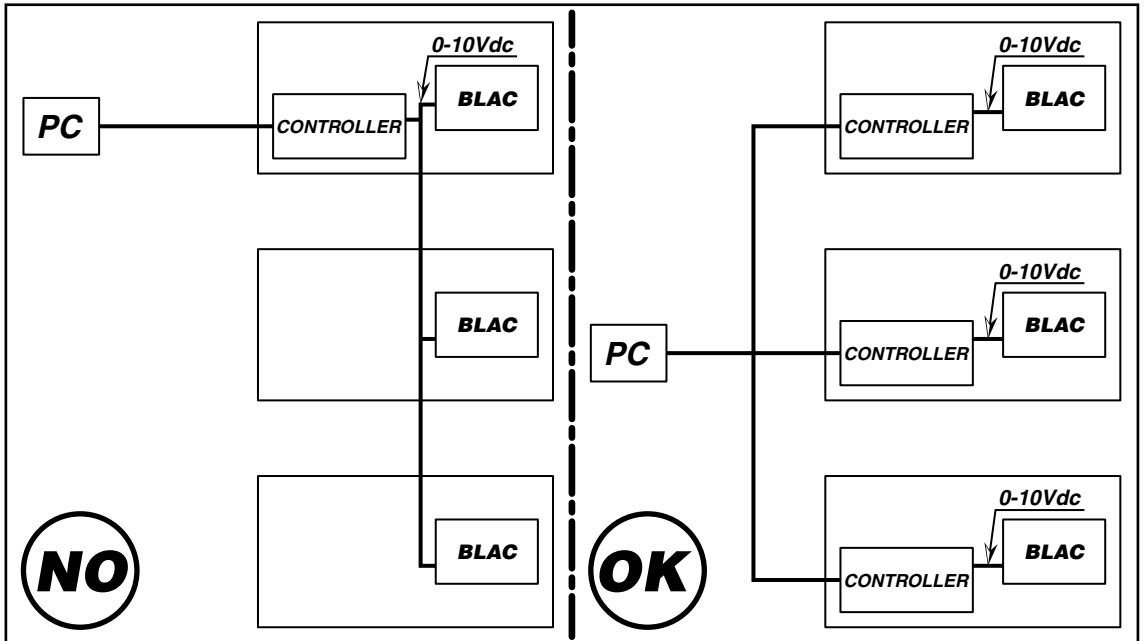 0-10Vdc
BLAC
PC
CONTROLLER
BLAC
BLAC
NO
0-10Vdc
BLAC
CONTROLLER
0-10Vdc
BLAC
PC
CONTROLLER
0-10Vdc
BLAC
CONTROLLER
OK